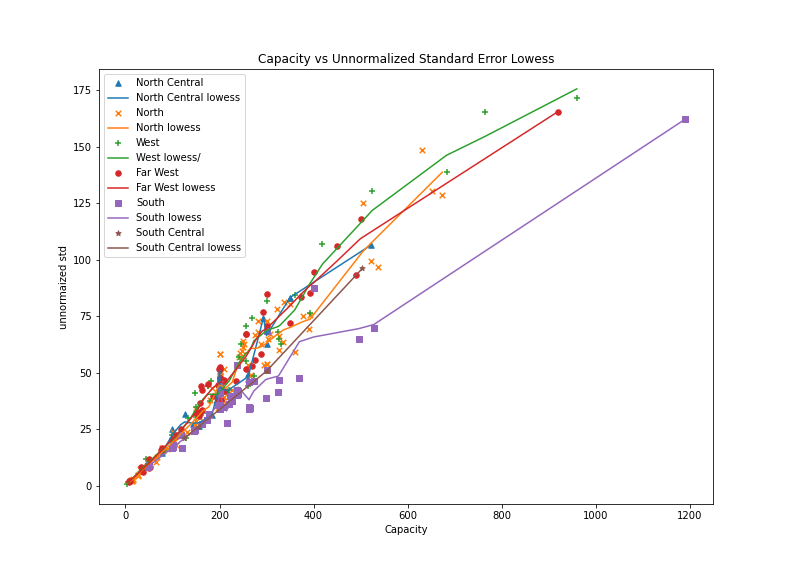 Capacity vs Unnormalized Standard Error Lowess
North Central
North Central lowess
North
North lowess
West
West lowess/
Far West
Far West lowess
South
South lowess
South Central
South Central lowess
unnormaized std
175
150
125
100
75
50
25
0
0 200 400 600 800 1000 1200
Capacity